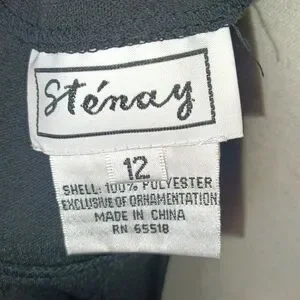 Sténay
12
SHELL: 100% POLYESTER
EXCLUSIVE OF ORNAMENTATION
MADE IN CHINA
RN 65518